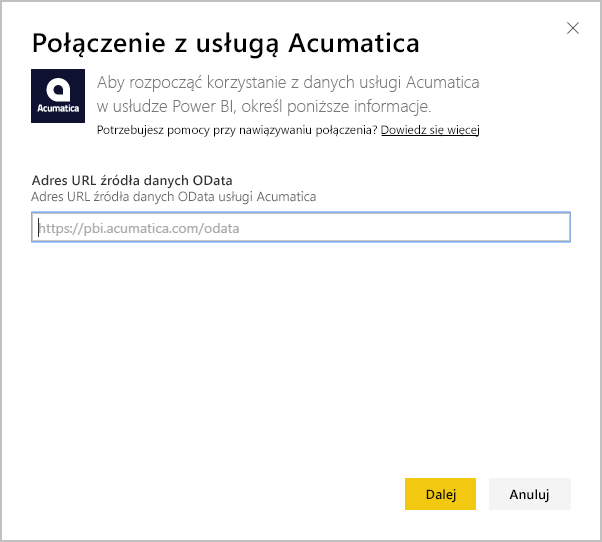 Połączenie z usługą Acumatica
Acumatica
Aby rozpocząć korzystanie z danych usługi Acumatica
w usłudze Power BI, określ poniższe informacje.
Potrzebujesz pomocy przy nawiązywaniu połączenia? Dowiedz się więcej
Adres URL źródła danych OData
Adres URL źródła danych OData usługi Acumatica
https://pbi.acumatica.com/odata
Dalej
Anuluj